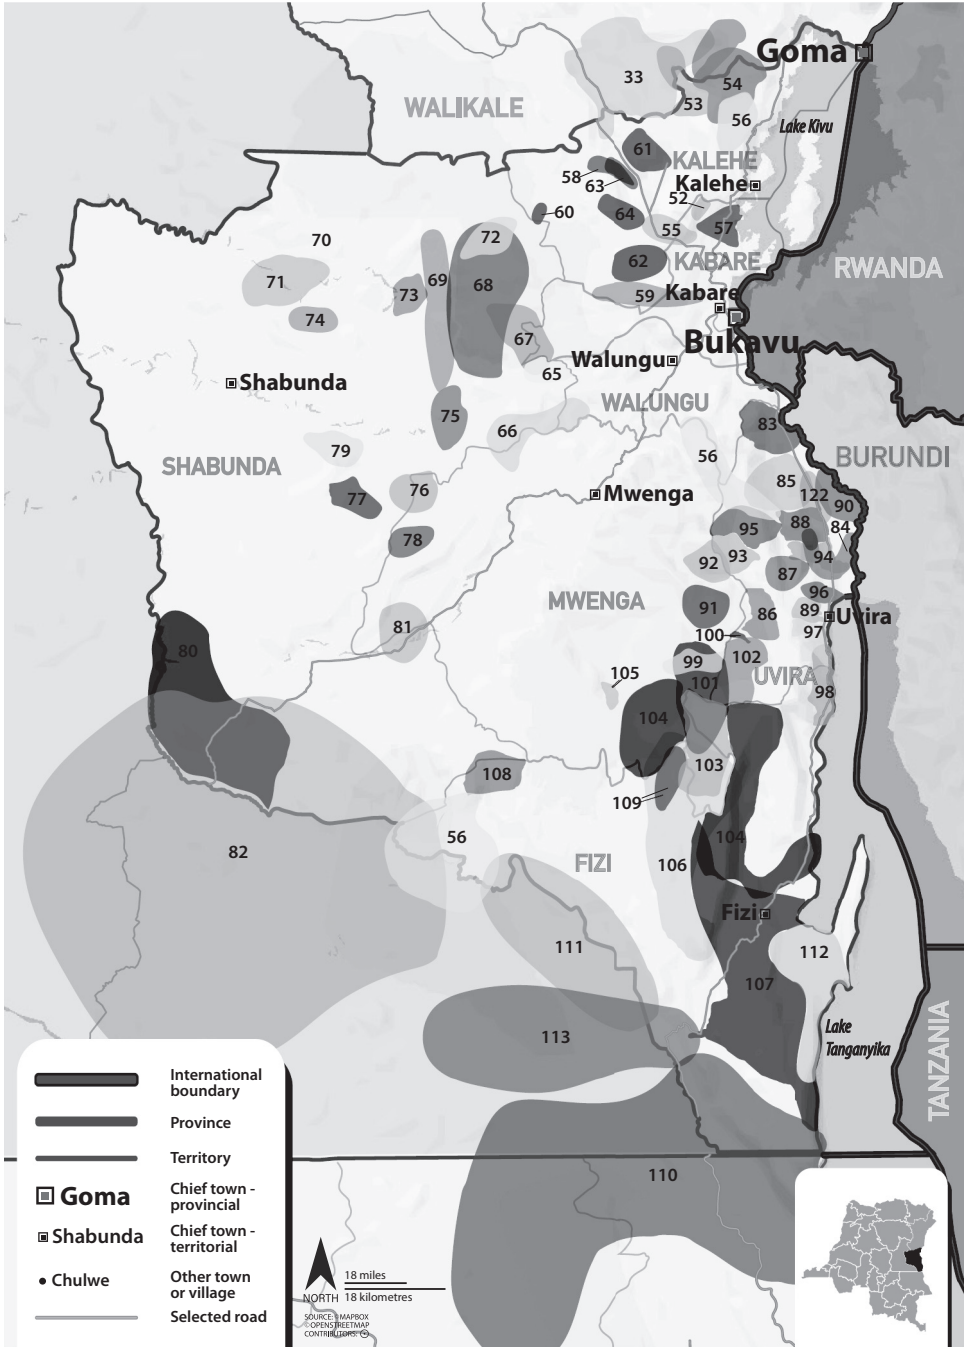 Goma
33
54
53
WALIKALE
56
Lake Kivu
61
KALEHE
58
63
Kalehe
52
60
64
55
57
70
72
69
62
KABARE
RWANDA
71
73
68
59
Kabare
74
67
Bukavu
65
Walungu
Shabunda
WALUNGU
75
66
83
79
56
BURUNDI
SHABUNDA
77
76
85
122
90
Mwenga
78
95
88
84
92
93
94
87
96
MWENGA
91
86
89
Uvira
81
100
97
80
99
102
105
101
UVIRA
98
104
103
108
109
82
56
104
FIZI
106
Fizi
111
112
107
113
Lake
Tanganyika
TANZANIA
110
International
boundary
Province
Territory
Goma
Chief town -
provincial
Shabunda
Chief town -
territorial
Chulwe
Other town
or village
Selected road
NORTH
18 miles
18 kilometres
SOURCE: MAPBOX
©OPENSTREETMAP
CONTRIBUTORS: